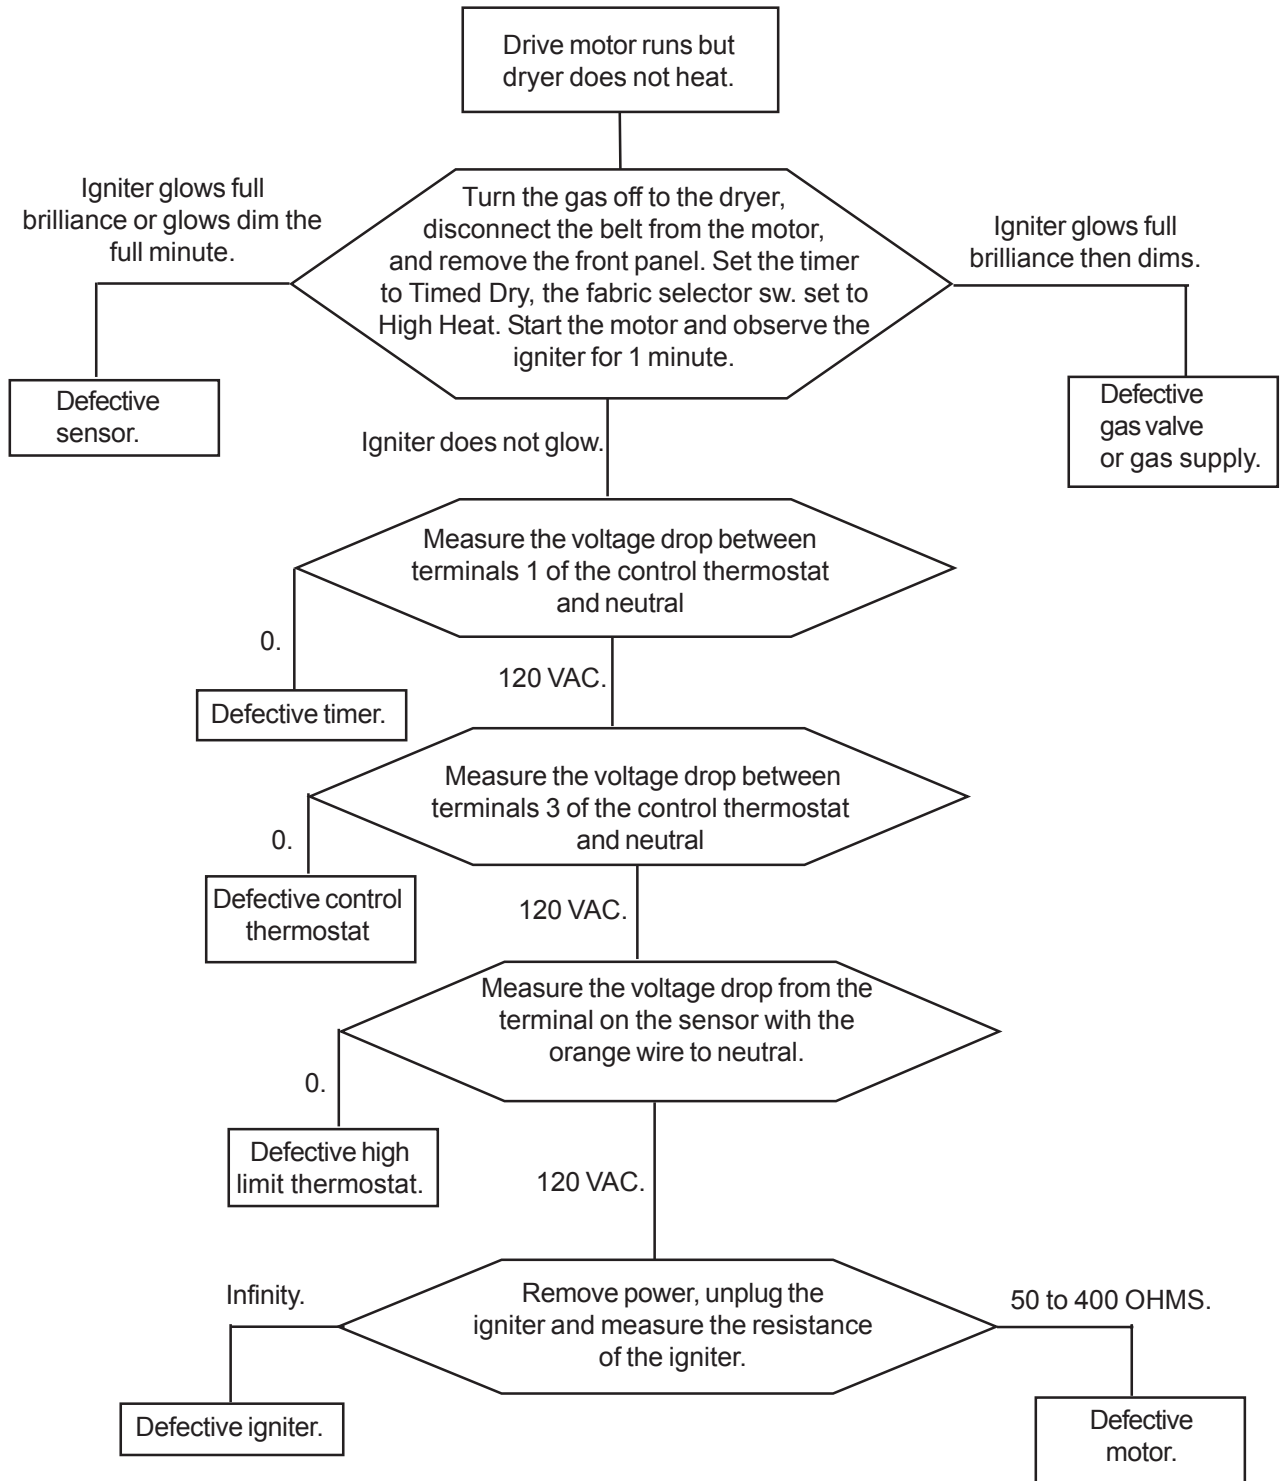 Drive motor runs but
dryer does not heat.
Igniter glows full
brilliance or glows dim the
full minute.
Turn the gas off to the dryer,
disconnect the belt from the motor,
and remove the front panel. Set the timer
to Timed Dry, the fabric selector sw. set to
High Heat. Start the motor and observe the
igniter for 1 minute.
Igniter glows full
brilliance then dims.
Defective
sensor.
Defective
gas valve
or gas supply.
Igniter does not glow.
Measure the voltage drop between
terminals 1 of the control thermostat
and neutral
0.
120 VAC.
Defective timer.
Measure the voltage drop between
terminals 3 of the control thermostat
and neutral
0.
120 VAC.
Defective control
thermostat
Measure the voltage drop from the
terminal on the sensor with the
orange wire to neutral.
0.
120 VAC.
Defective high
limit thermostat.
Infinity.
Remove power, unplug the
igniter and measure the resistance
of the igniter.
50 to 400 OHMS.
Defective igniter.
Defective
motor.